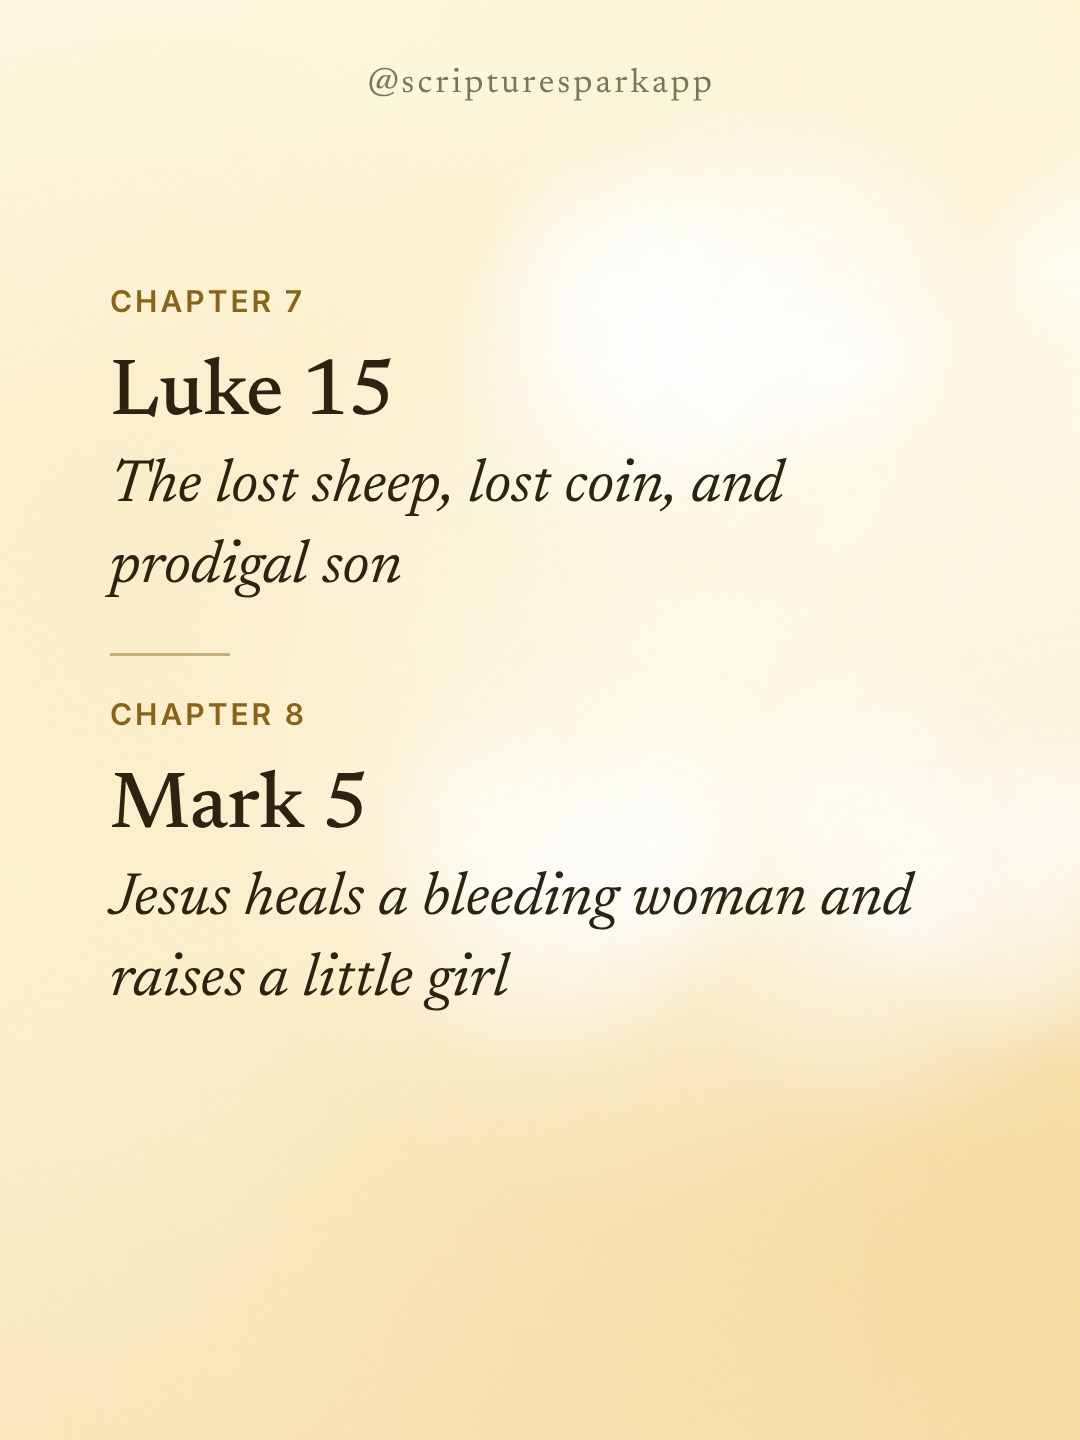 @scripturesparkapp
CHAPTER 7
Luke 15
The lost sheep, lost coin, and
prodigal son
CHAPTER 8
Mark 5
Jesus heals a bleeding woman and
raises a little girl